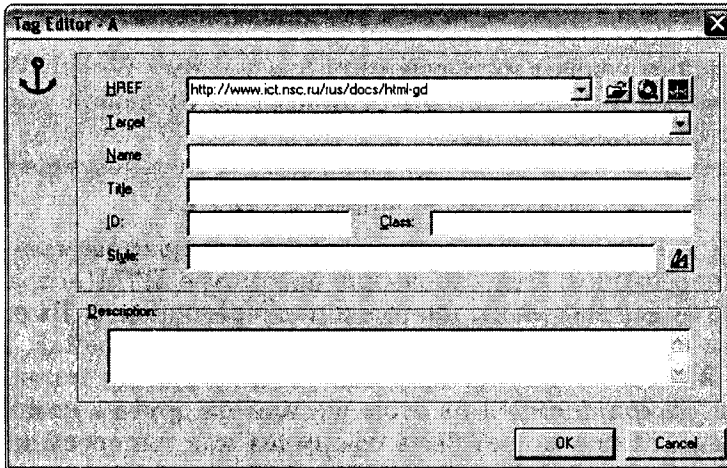 Tag Editor - A
HREF http://www.ict.nsc.ru/rus/docs/html-gd
Target
Name
Title
ID: Class:
Style:
Description:
OK Cancel